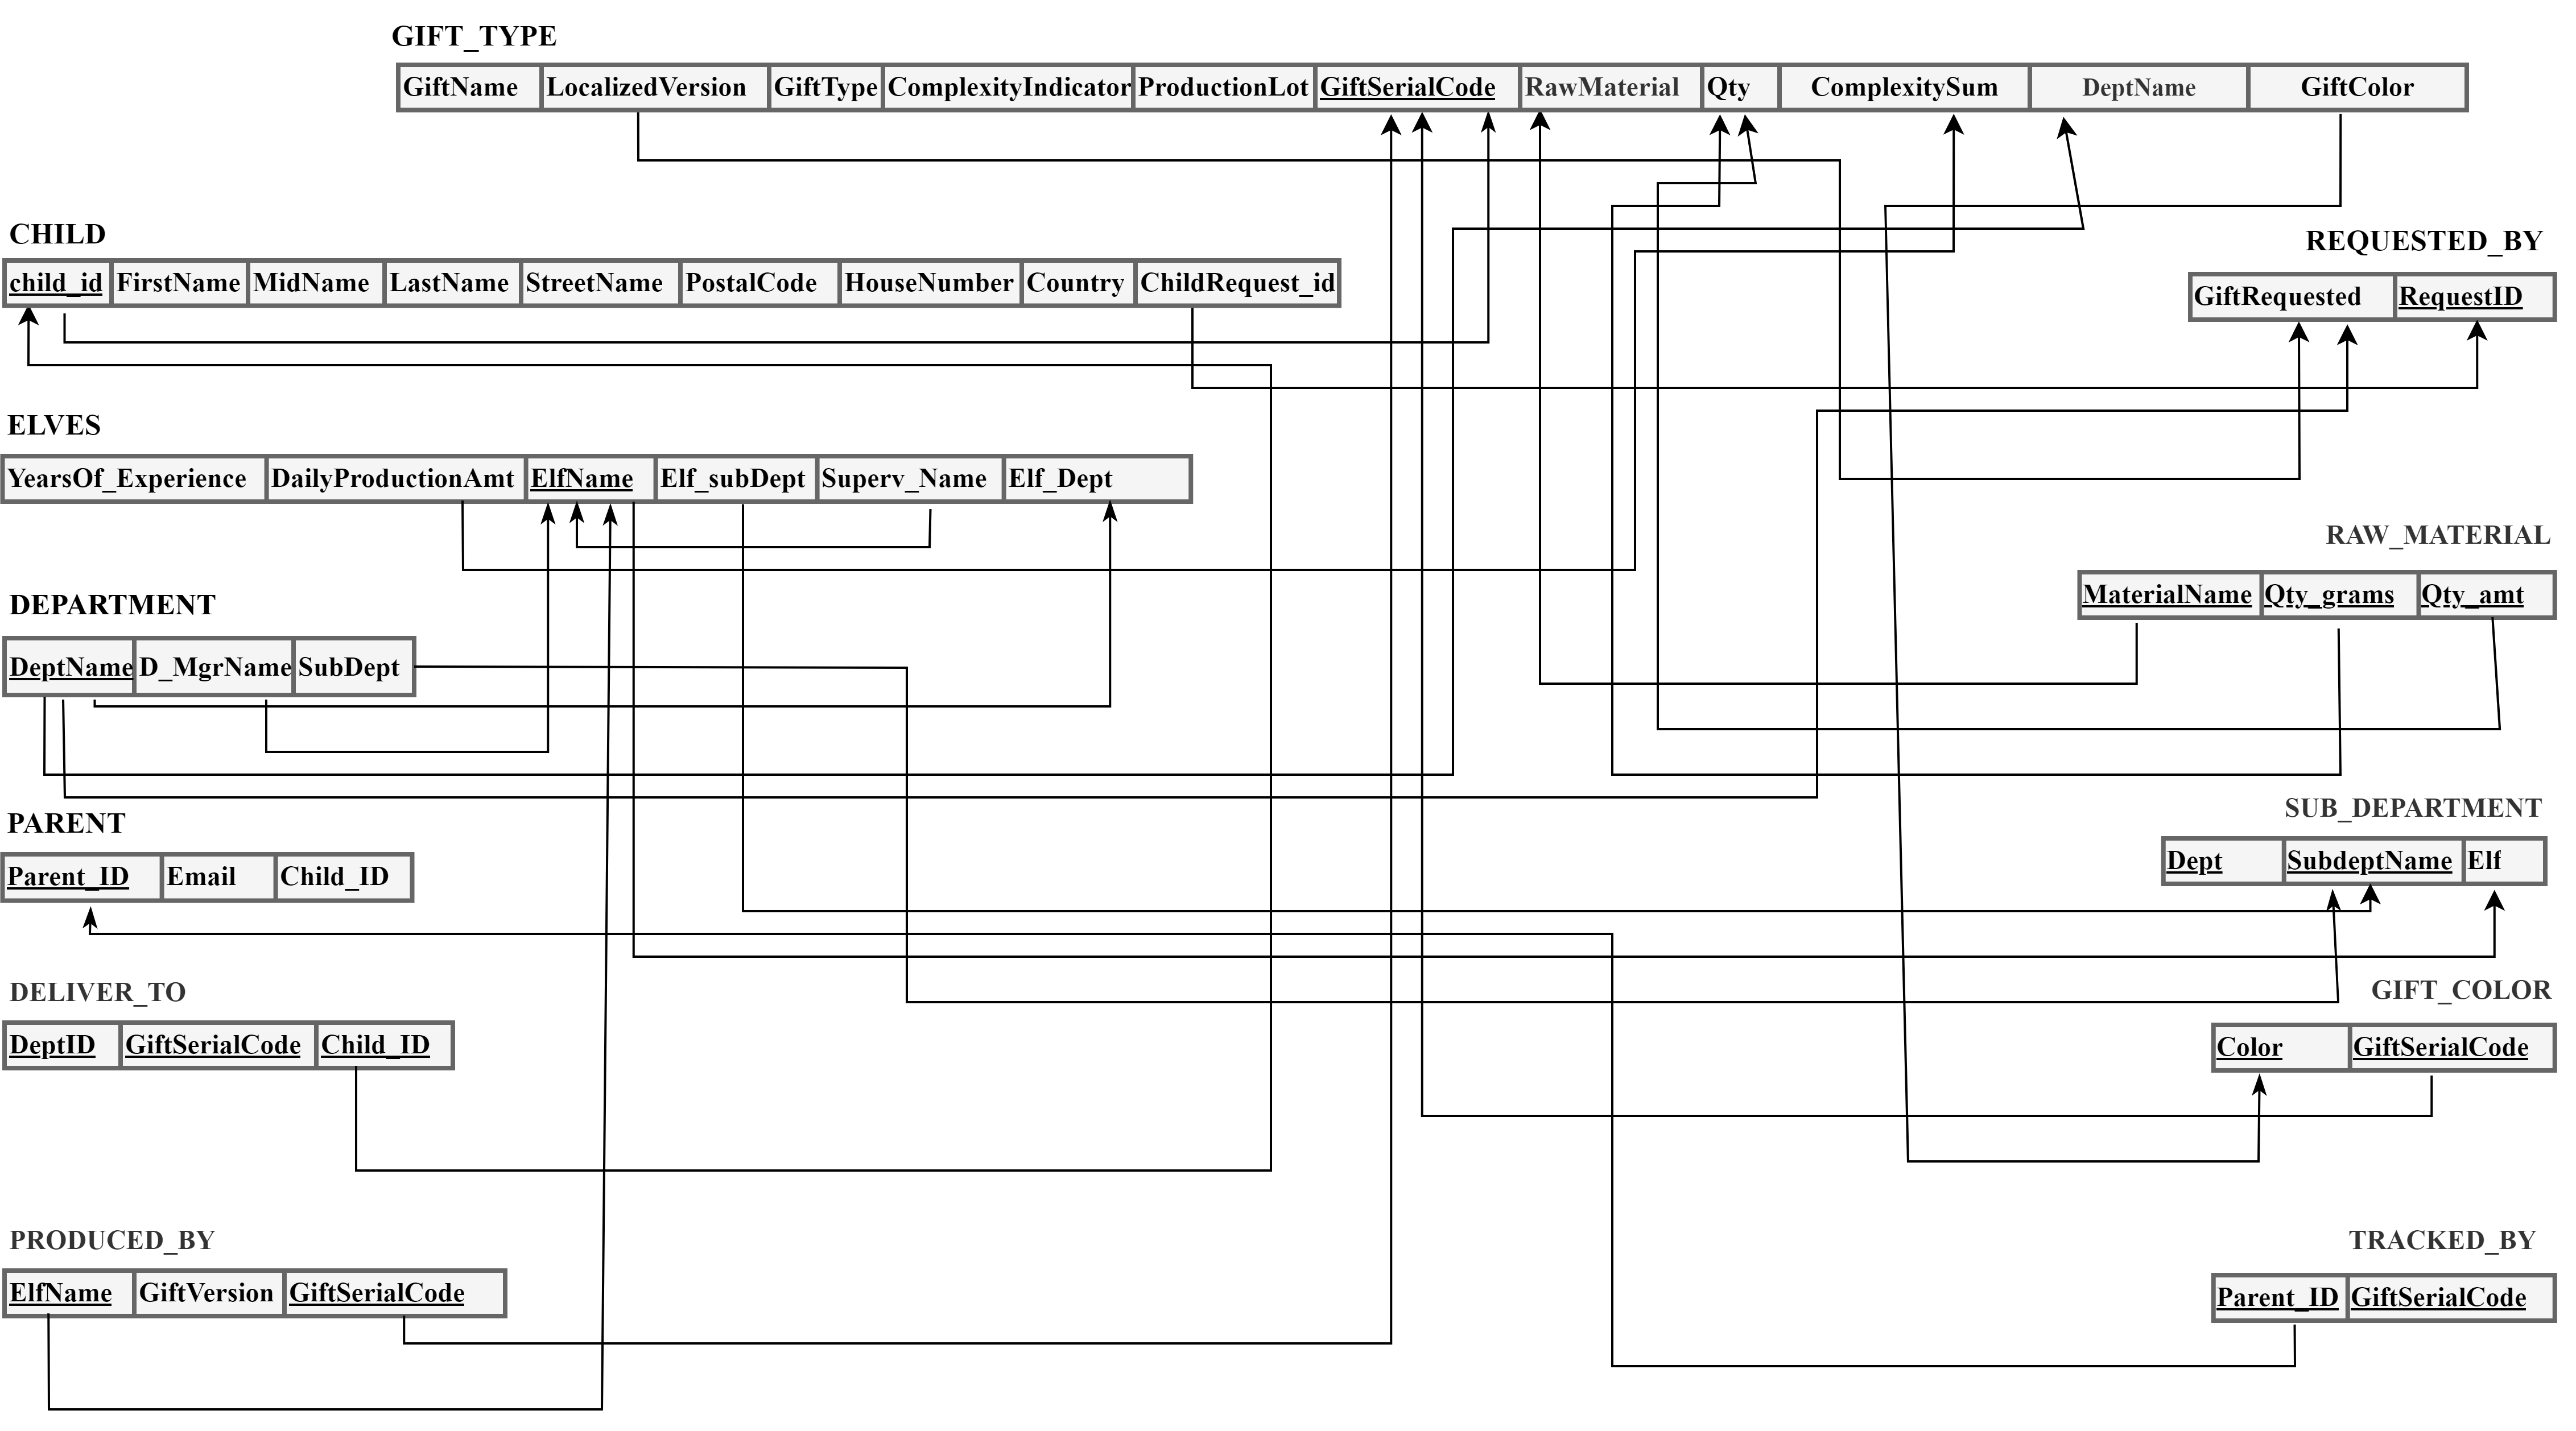 GIFT_TYPE
GiftName LocalizedVersion GiftType ComplexityIndicator ProductionLot GiftSerialCode RawMaterial Qty ComplexitySum DeptName GiftColor
CHILD
child_id FirstName MidName LastName StreetName PostalCode HouseNumber Country ChildRequest_id
REQUESTED_BY
GiftRequested RequestID
ELVES
YearsOf_Experience DailyProductionAmt ElfName Elf_subDept Superv_Name Elf_Dept
RAW_MATERIAL
MaterialName Qty_grams Qty_amt
DEPARTMENT
DeptName D_MgrName SubDept
PARENT
Parent_ID Email Child_ID
SUB_DEPARTMENT
Dept SubdeptName Elf
DELIVER_TO
DeptID GiftSerialCode Child_ID
GIFT_COLOR
Color GiftSerialCode
PRODUCED_BY
ElfName GiftVersion GiftSerialCode
TRACKED_BY
Parent_ID GiftSerialCode